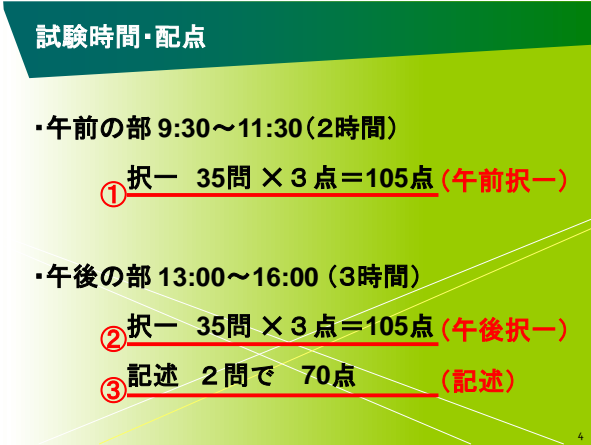 試験時間・配点
・午前の部 9:30～11:30（２時間）
①択一 35問 ×３点＝105点（午前択一）
・午後の部 13:00～16:00（３時間）
②択一 35問 ×３点＝105点（午後択一）
③記述 ２問で 70点（記述）
4